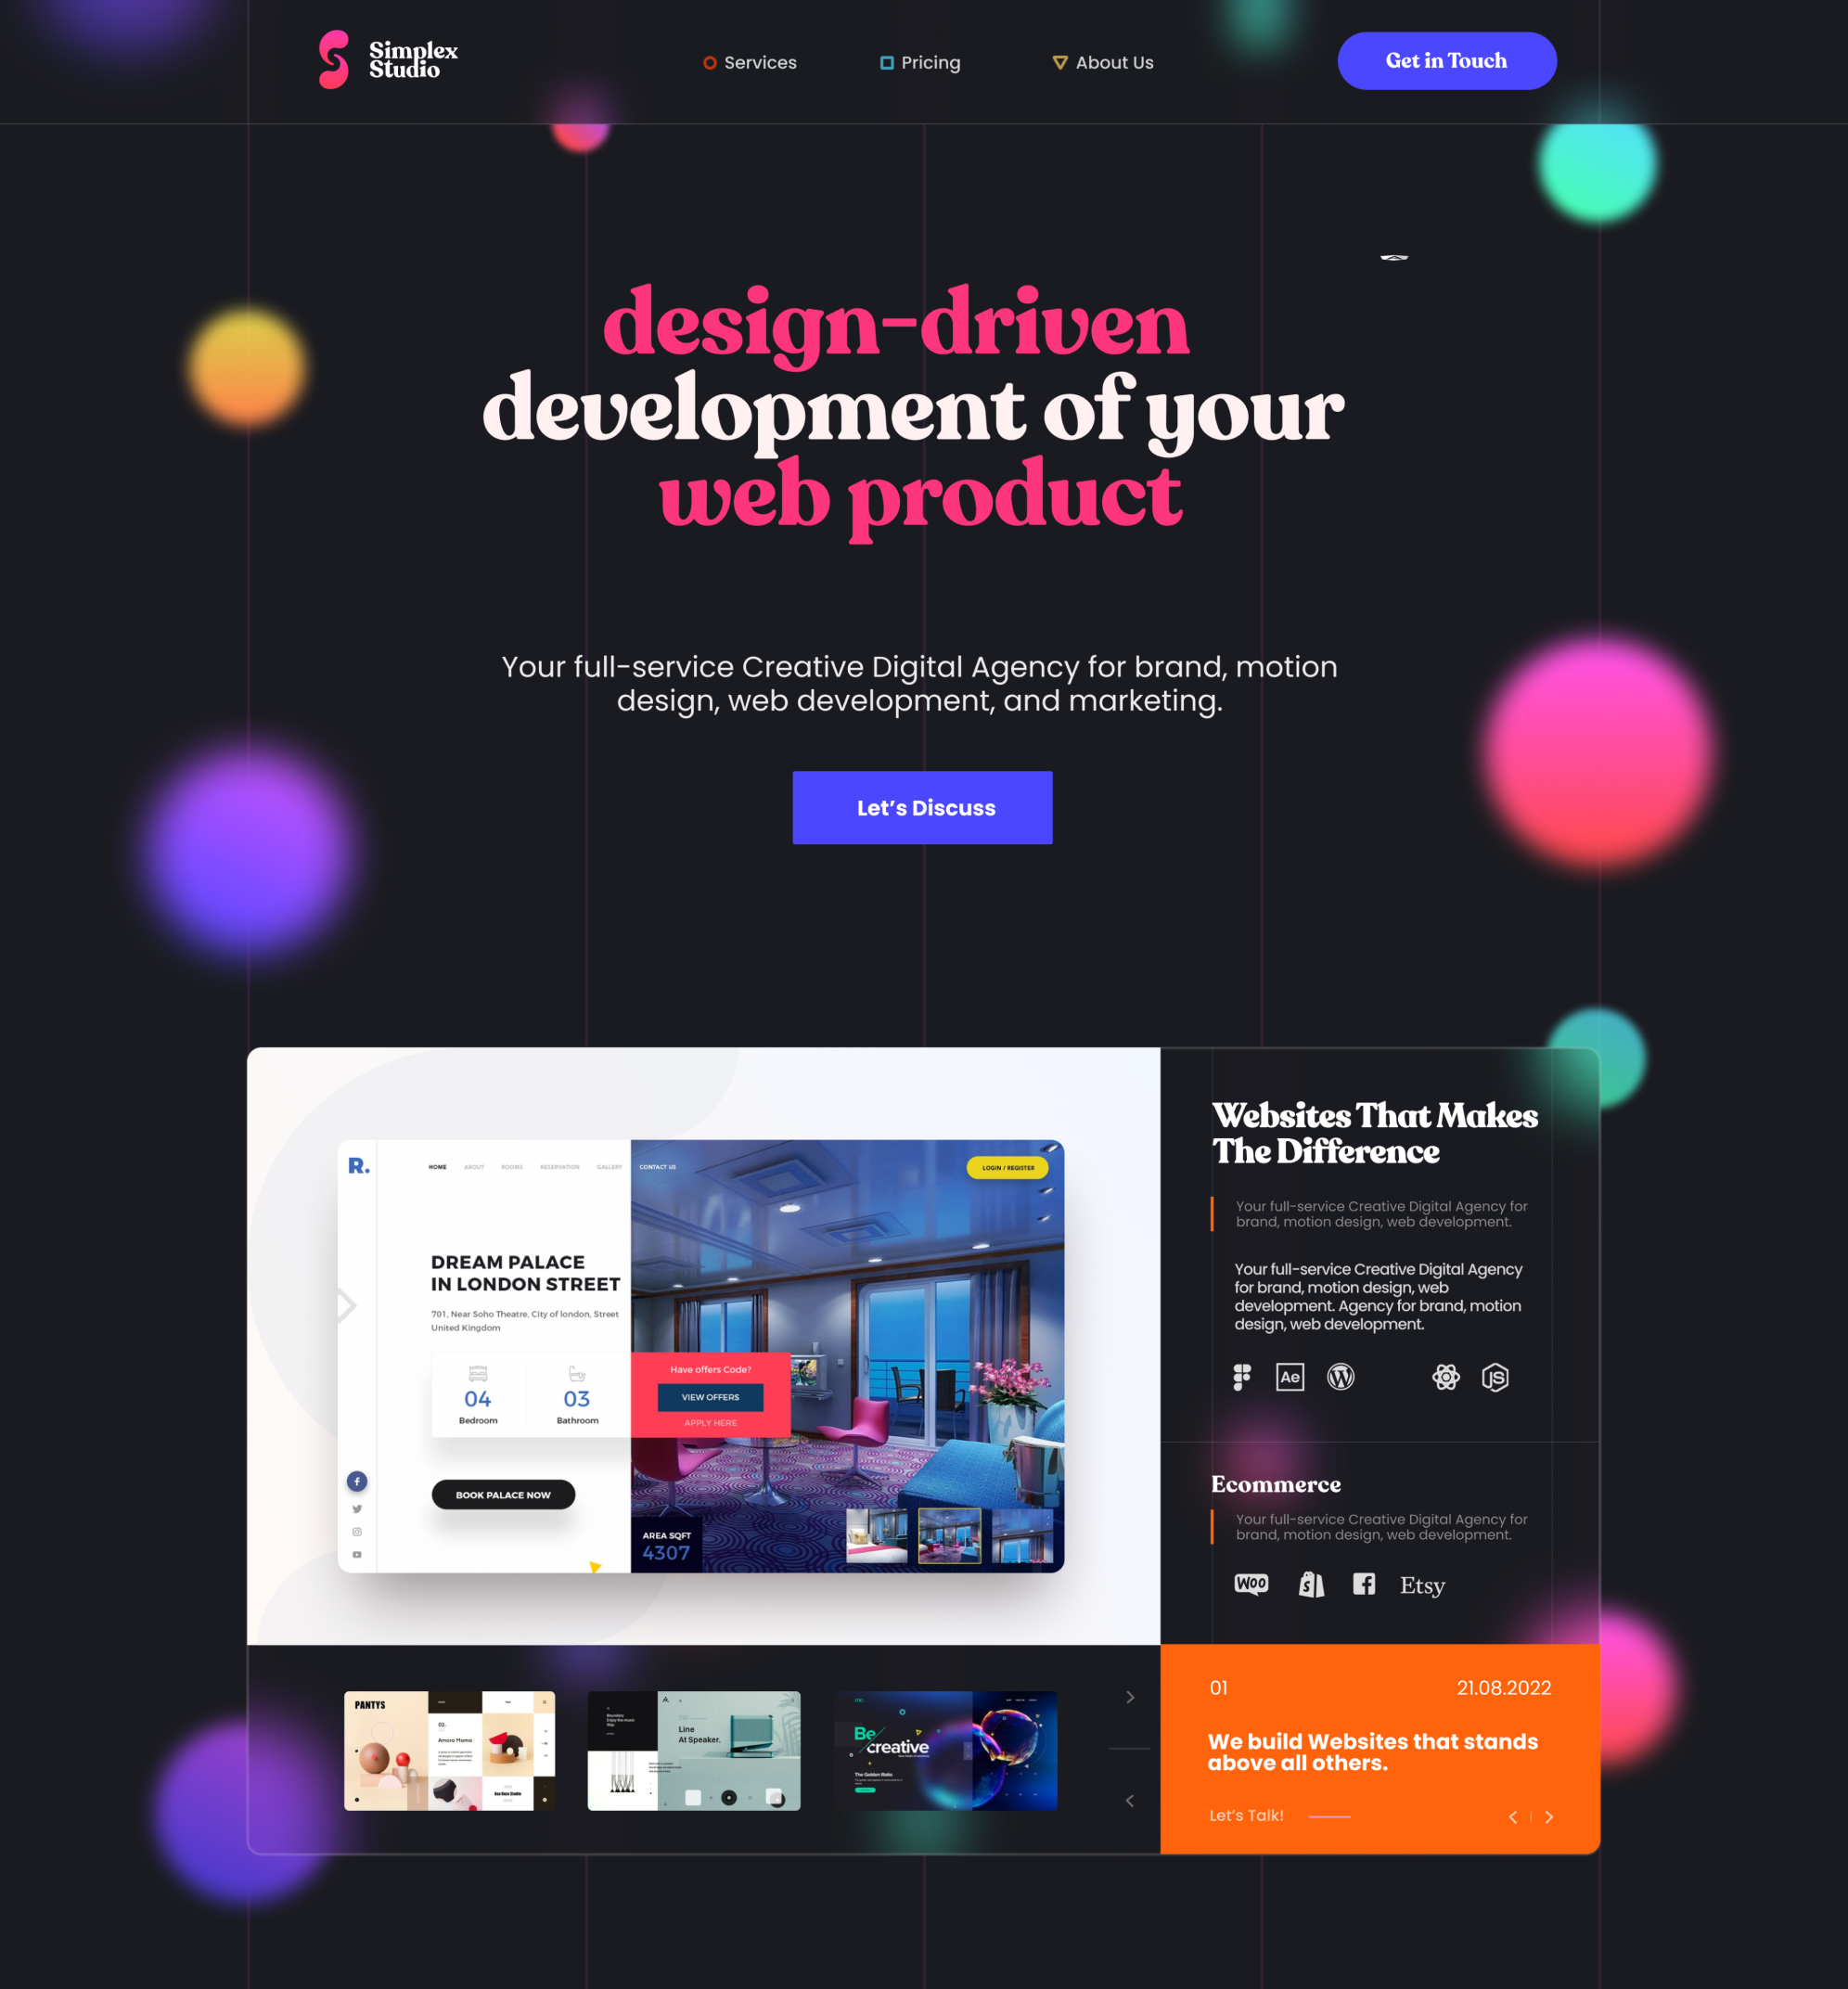 Simplex
Studio
Services
Pricing
About Us
Get in Touch
design-driven
development of your
web product
Your full-service Creative Digital Agency for brand, motion
design, web development, and marketing.
Let's Discuss
R.
HOME ABOUT ROOMS RESERVATION GALLERY CONTACT US
LOGIN / REGISTER
DREAM PALACE
IN LONDON STREET
701, Near Soho Theatre, City of london, Street
United Kingdom
04
Bedroom
03
Bathroom
Have offers Code?
VIEW OFFERS
APPLY HERE
BOOK PALACE NOW
AREA SQFT
4307
Websites That Makes
The Difference
Your full-service Creative Digital Agency for
brand, motion design, web development.
Your full-service Creative Digital Agency
for brand, motion design, web
development. Agency for brand, motion
design, web development.
Ae
JS
Ecommerce
Your full-service Creative Digital Agency for
brand, motion design, web development.
Woo
Etsy
PANTYS
02.
Amora Mama
Line
At Speaker.
Be
creative
The Golden Ratio
01
21.08.2022
We build Websites that stands
above all others.
Let's Talk!